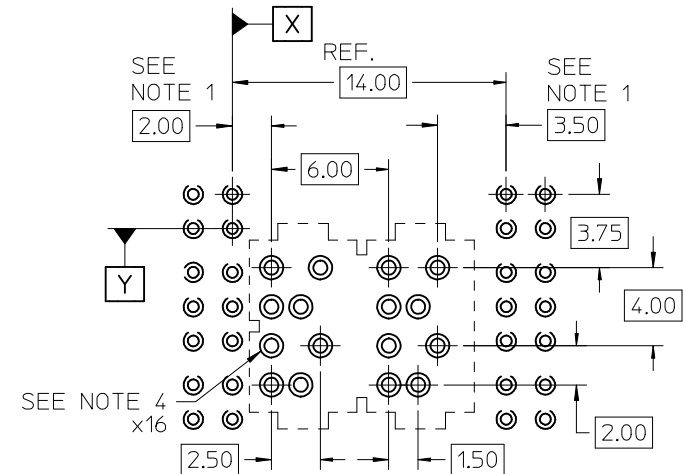 X
REF.
SEE
NOTE 1
14.00
SEE
NOTE 1
2.00
3.50
6.00
3.75
Y
4.00
SEE NOTE 4
x16
2.00
2.50
1.50